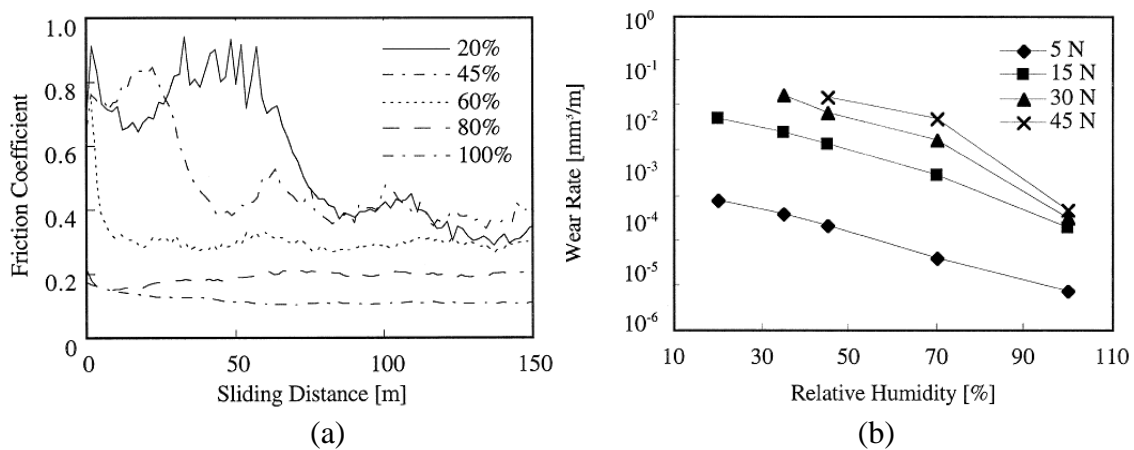 Friction Coefficient
1.0
0.8
0.6
0.4
0.2
0
0 50 100 150
Sliding Distance [m]
20%
45%
60%
80%
100%
(a)
Wear Rate [mm³/m]
10⁰
10⁻¹
10⁻²
10⁻³
10⁻⁴
10⁻⁵
10⁻⁶
10 30 50 70 90 110
Relative Humidity [%]
5 N
15 N
30 N
45 N
(b)